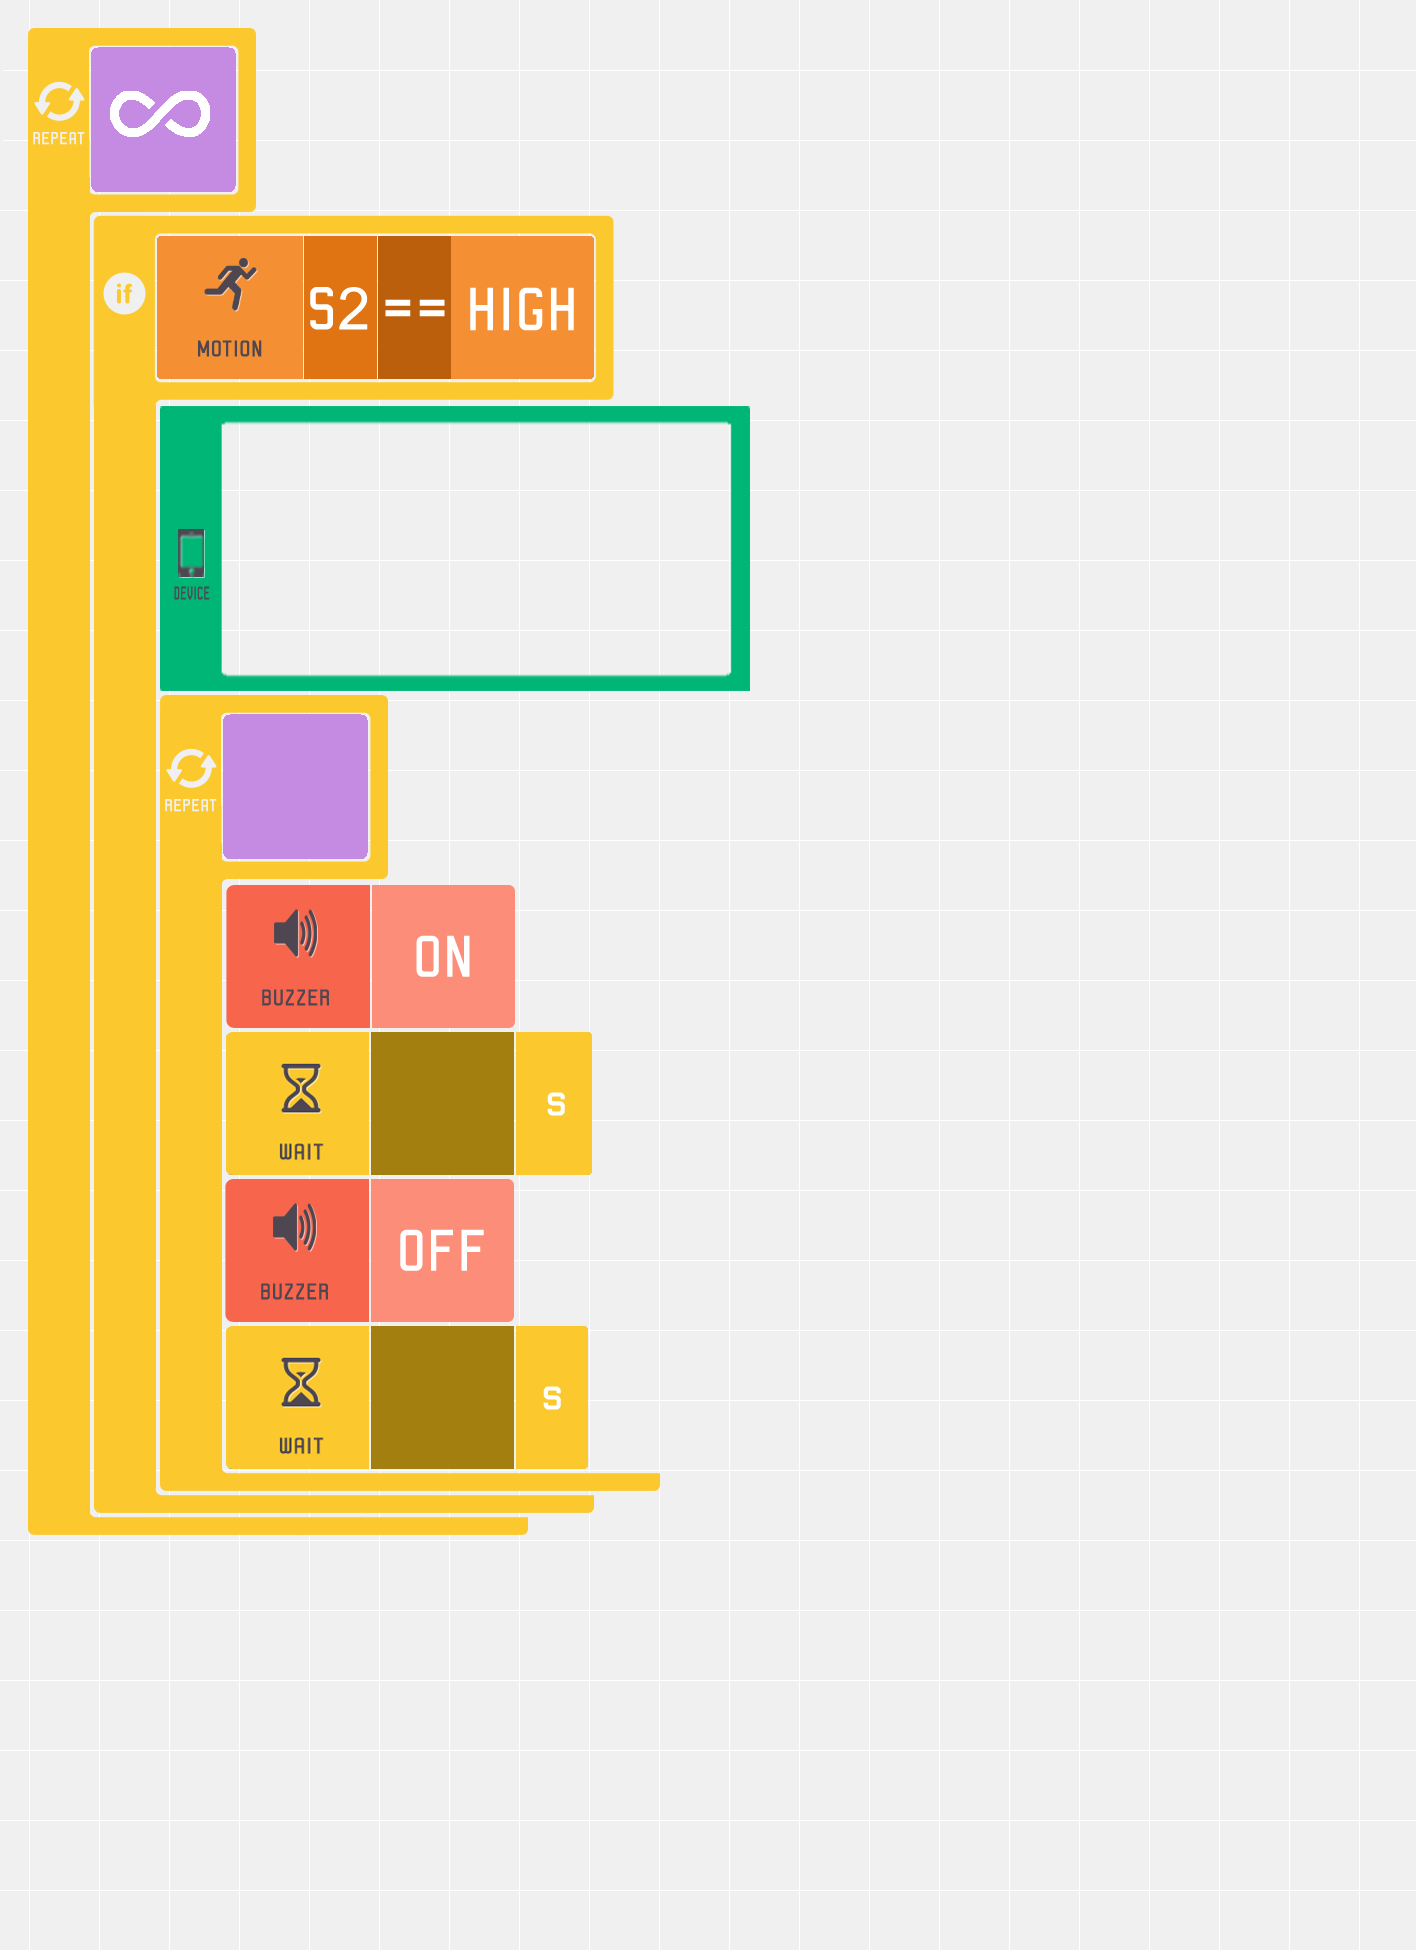 REPEAT
if
MOTION S2 == HIGH
DEVICE
REPEAT
BUZZER ON
WAIT S
BUZZER OFF
WAIT S